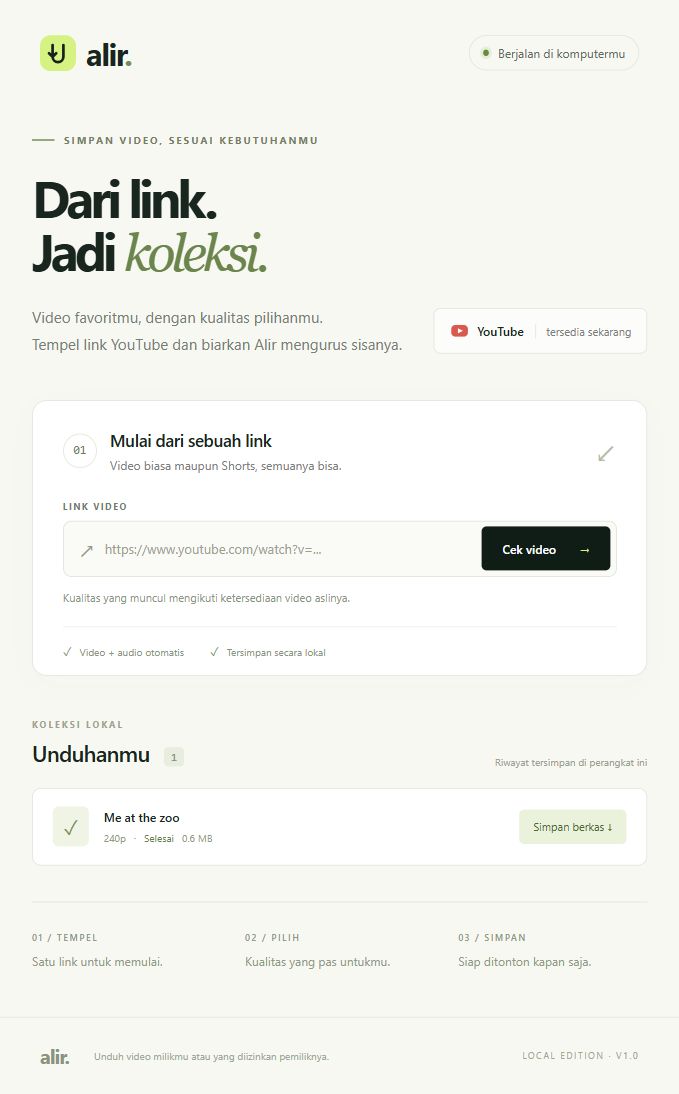 alir.
Berjalan di komputermu
SIMPAN VIDEO, SESUAI KEBUTUHANMU
Dari link.
Jadi koleksi.
Video favoritmu, dengan kualitas pilihanmu.
Tempel link YouTube dan biarkan Alir mengurus sisanya.
YouTube
tersedia sekarang
01
Mulai dari sebuah link
Video biasa maupun Shorts, semuanya bisa.
↙
LINK VIDEO
↗ https://www.youtube.com/watch?v=...
Cek video →
Kualitas yang muncul mengikuti ketersediaan video aslinya.
✓ Video + audio otomatis
✓ Tersimpan secara lokal
KOLEKSI LOKAL
Unduhanmu 1
Riwayat tersimpan di perangkat ini
✓
Me at the zoo
240p · Selesai 0.6 MB
Simpan berkas ↓
01 / TEMPEL
Satu link untuk memulai.
02 / PILIH
Kualitas yang pas untukmu.
03 / SIMPAN
Siap ditonton kapan saja.
alir.
Unduh video milikmu atau yang diizinkan pemiliknya.
LOCAL EDITION · V1.0